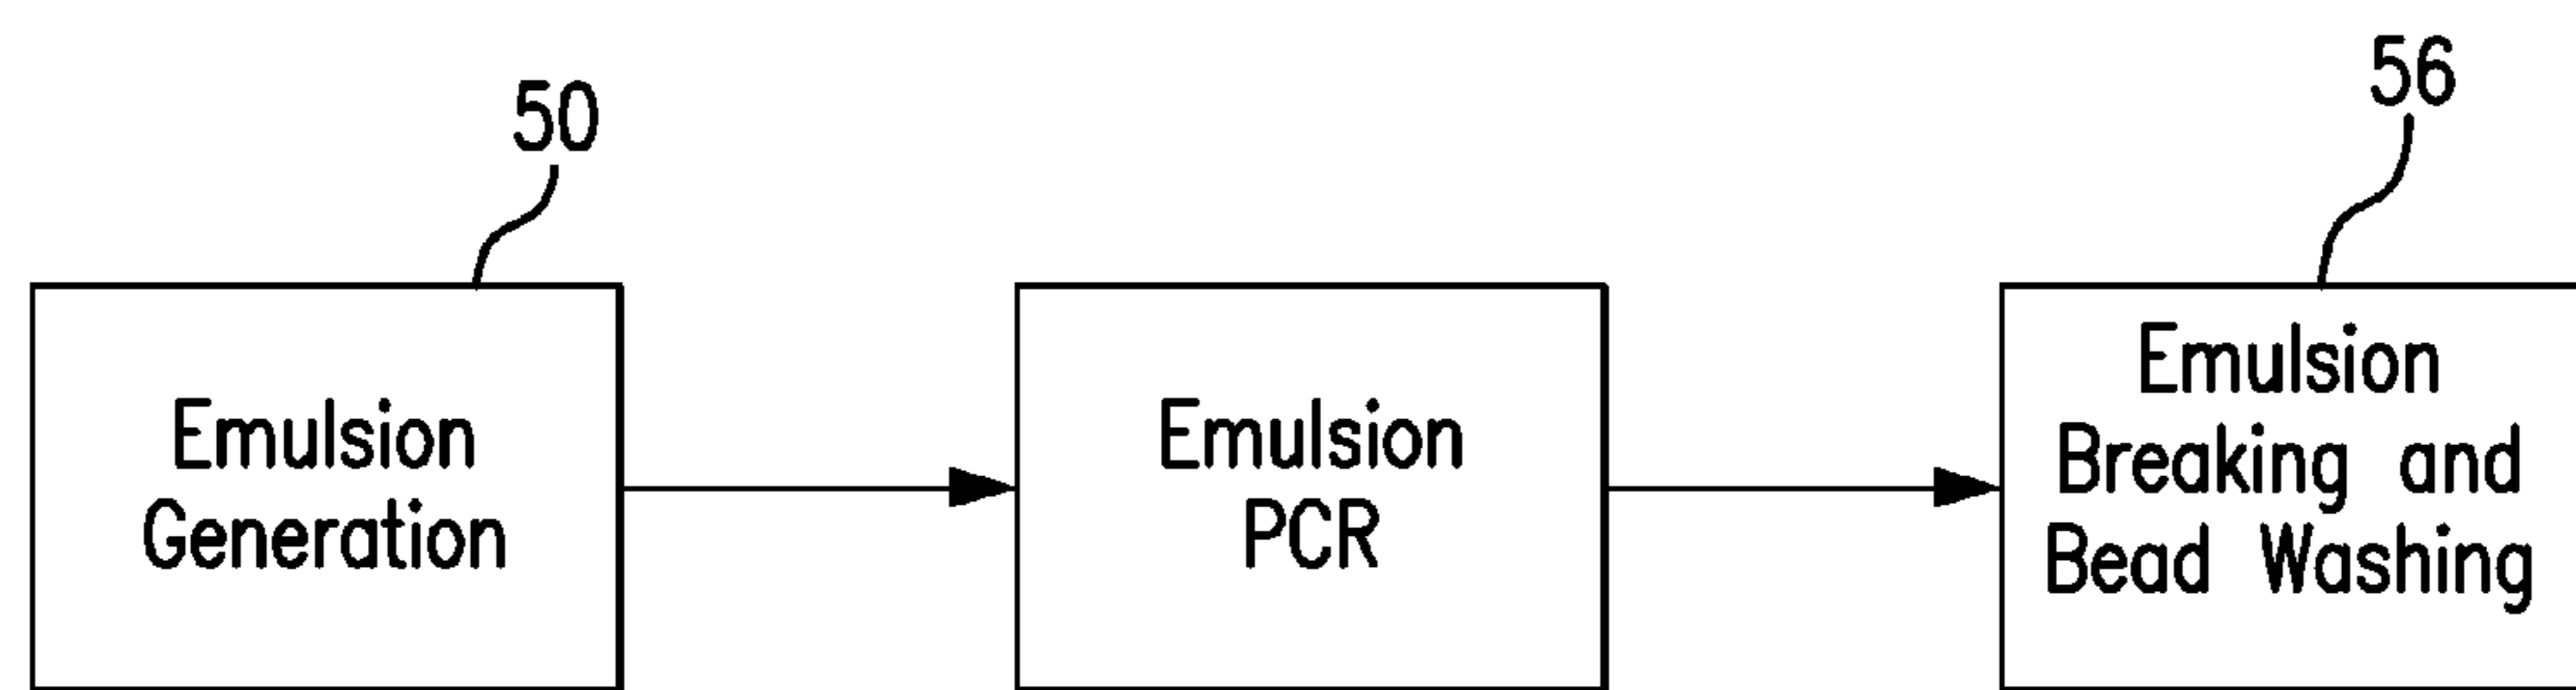 50
56
Emulsion
Generation
Emulsion
PCR
Emulsion
Breaking and
Bead Washing